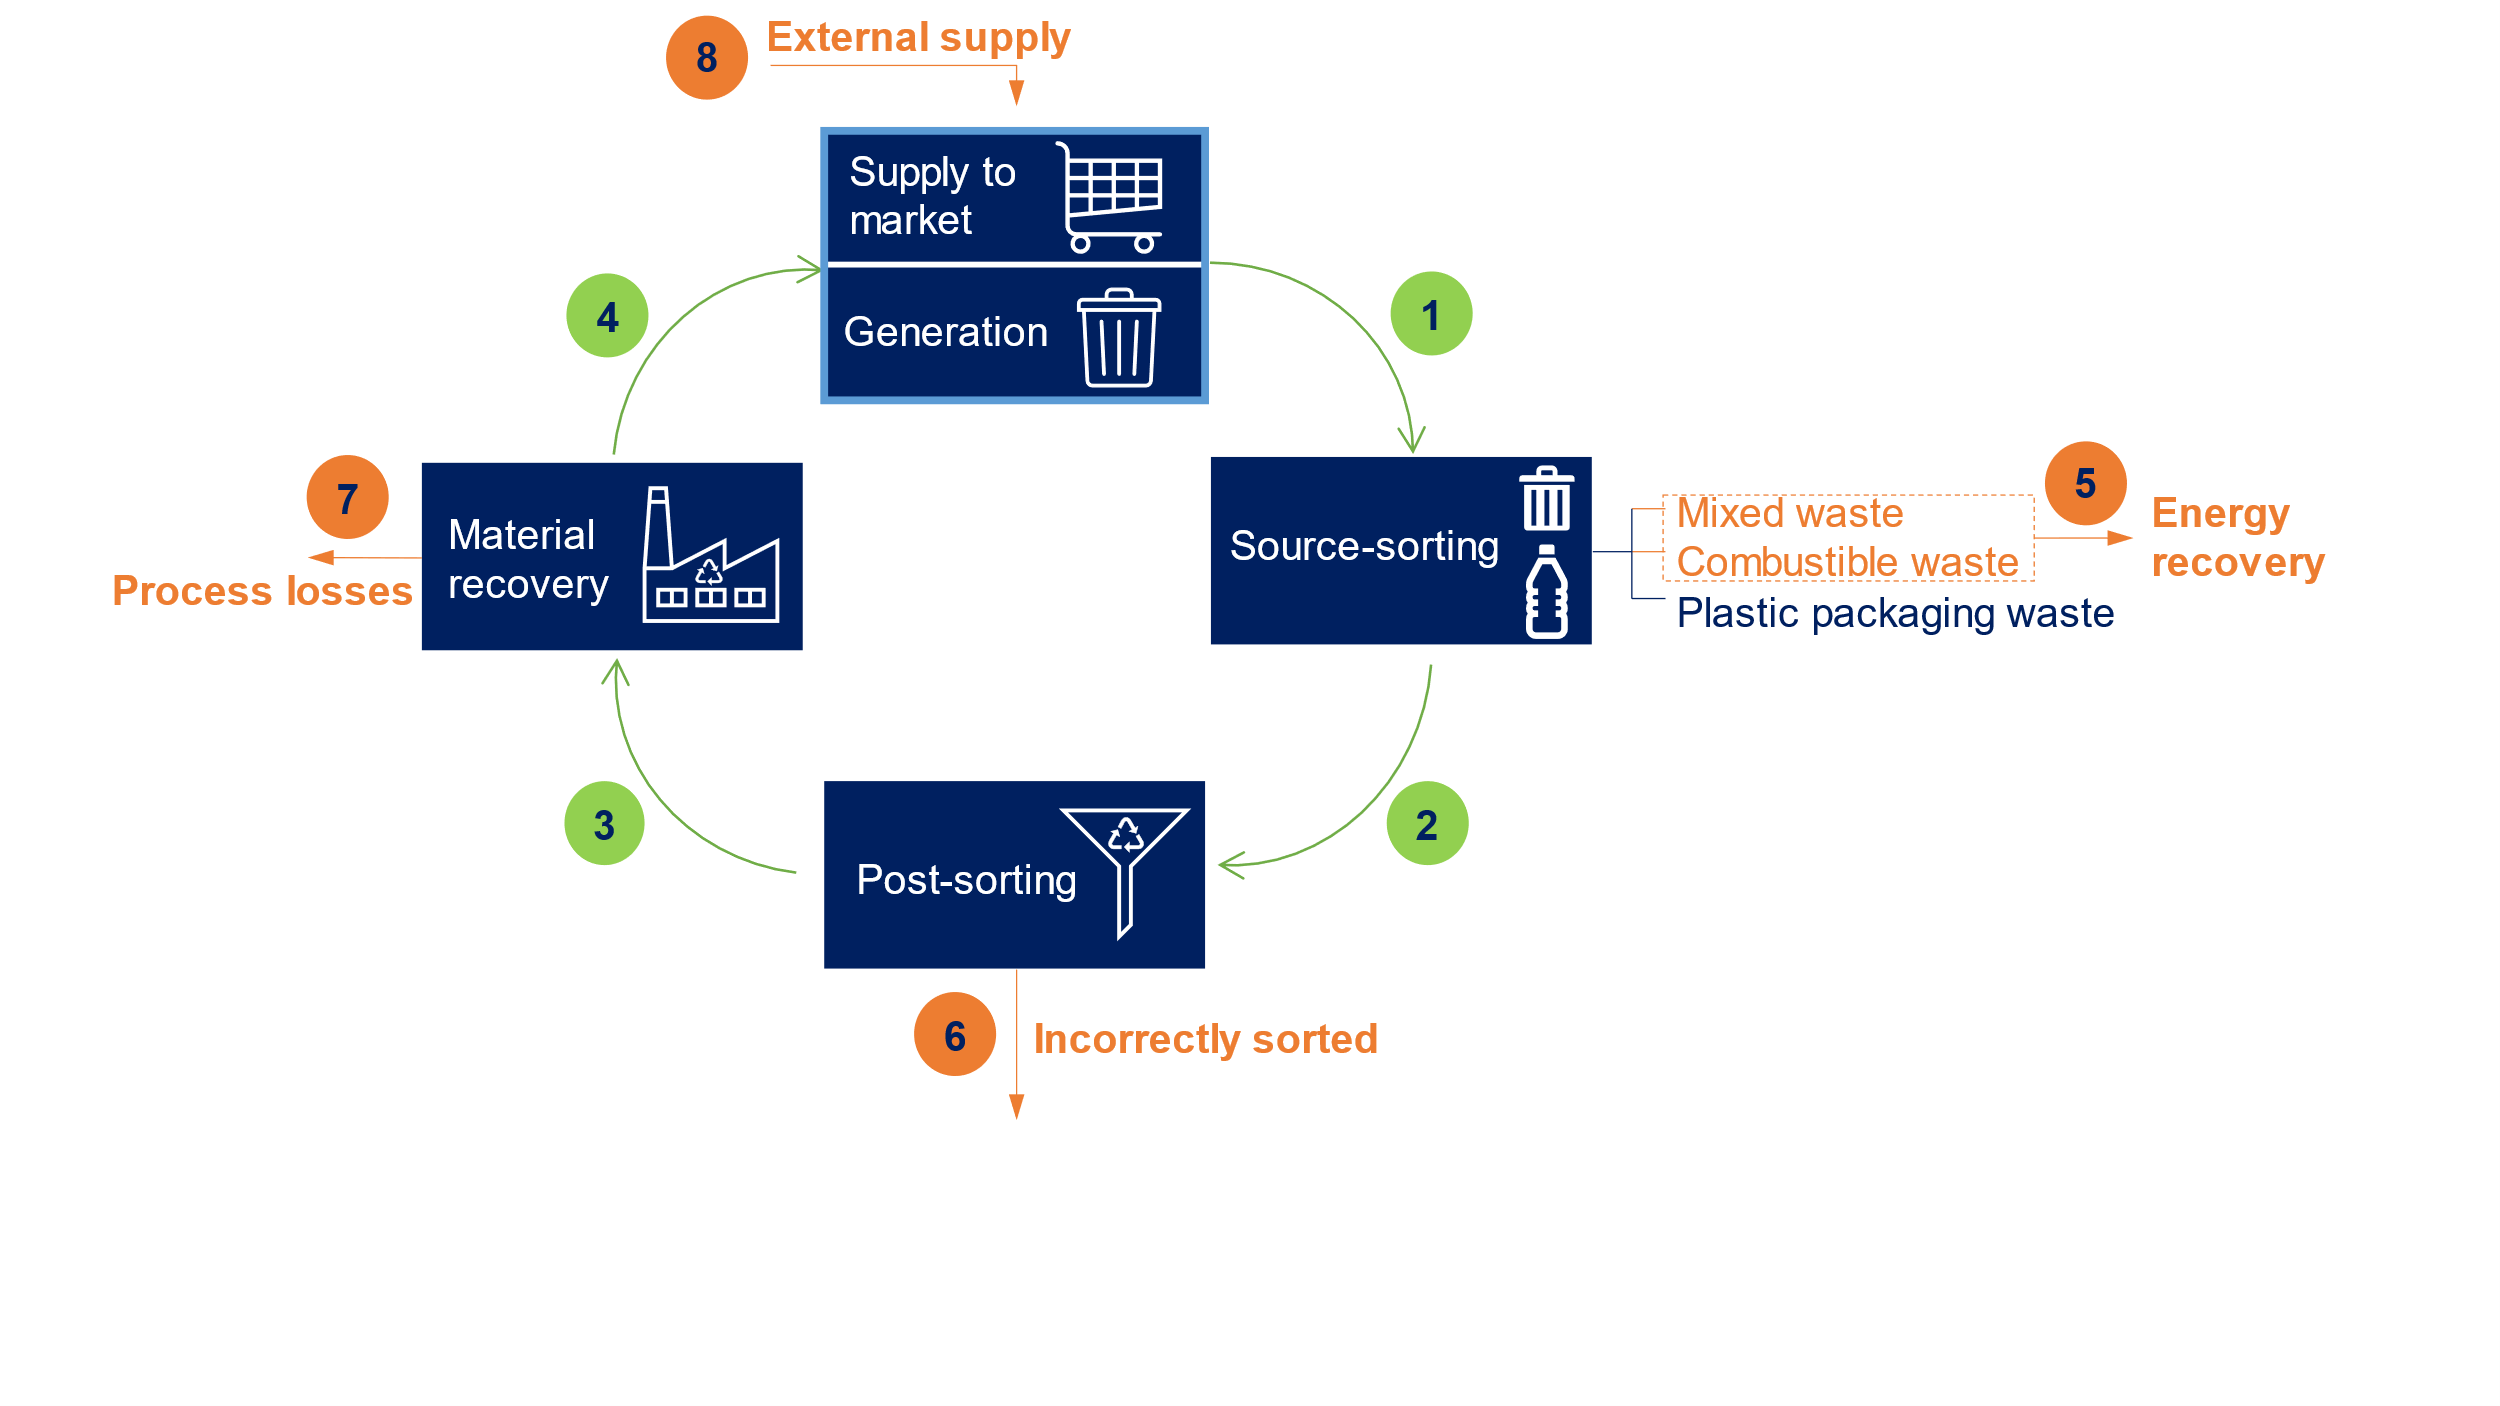 8
External supply
Supply to
market
Generation
4
1
7
Process losses
Material
recovery
Source-sorting
Mixed waste
Combustible waste
Plastic packaging waste
5
Energy
recovery
3
2
Post-sorting
6
Incorrectly sorted